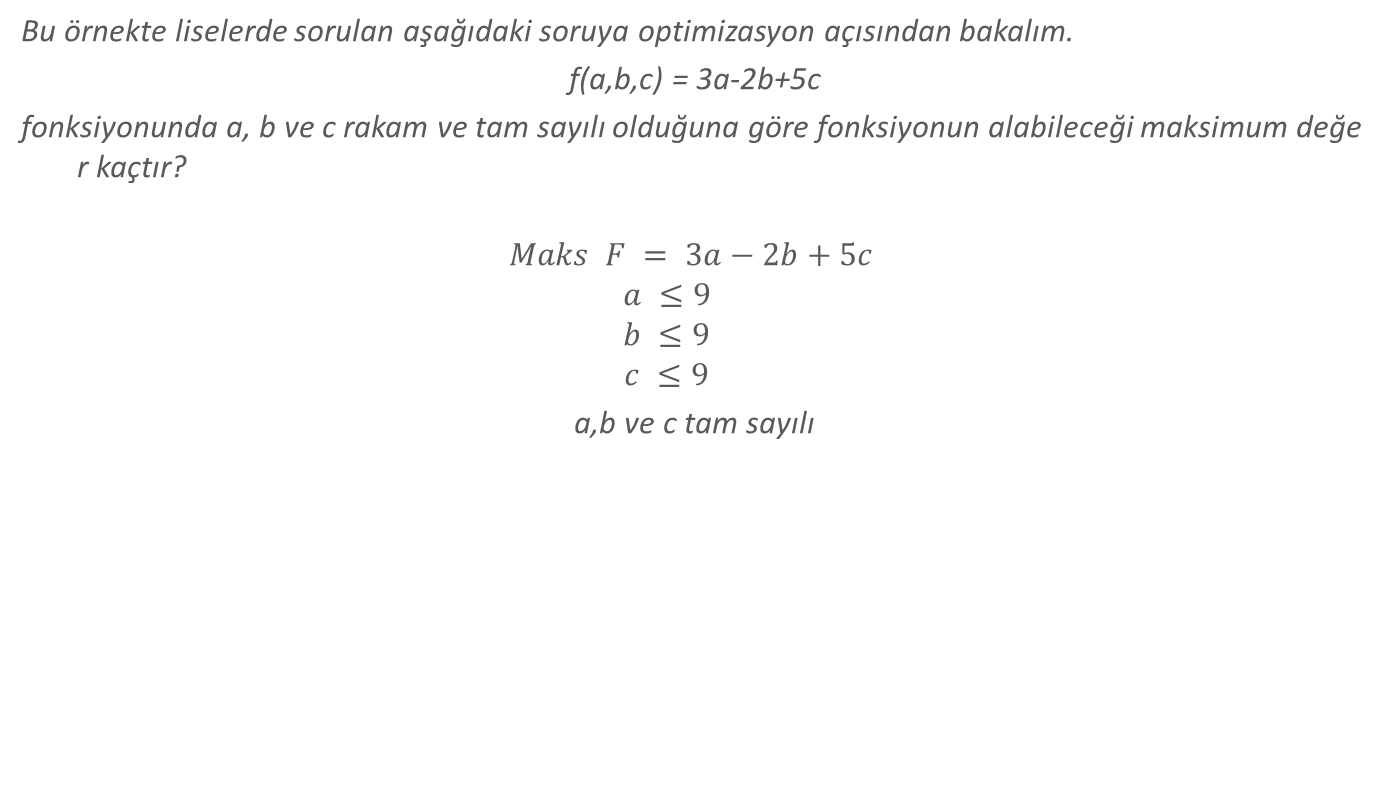 Bu örnekte liselerde sorulan aşağıdaki soruya optimizasyon açısından bakalım.
f(a,b,c) = 3a-2b+5c
fonksiyonunda a, b ve c rakam ve tam sayılı olduğuna göre fonksiyonun alabileceği maksimum değe
r kaçtır?
Maks F = 3a − 2b + 5c
a ≤ 9
b ≤ 9
c ≤ 9
a,b ve c tam sayılı